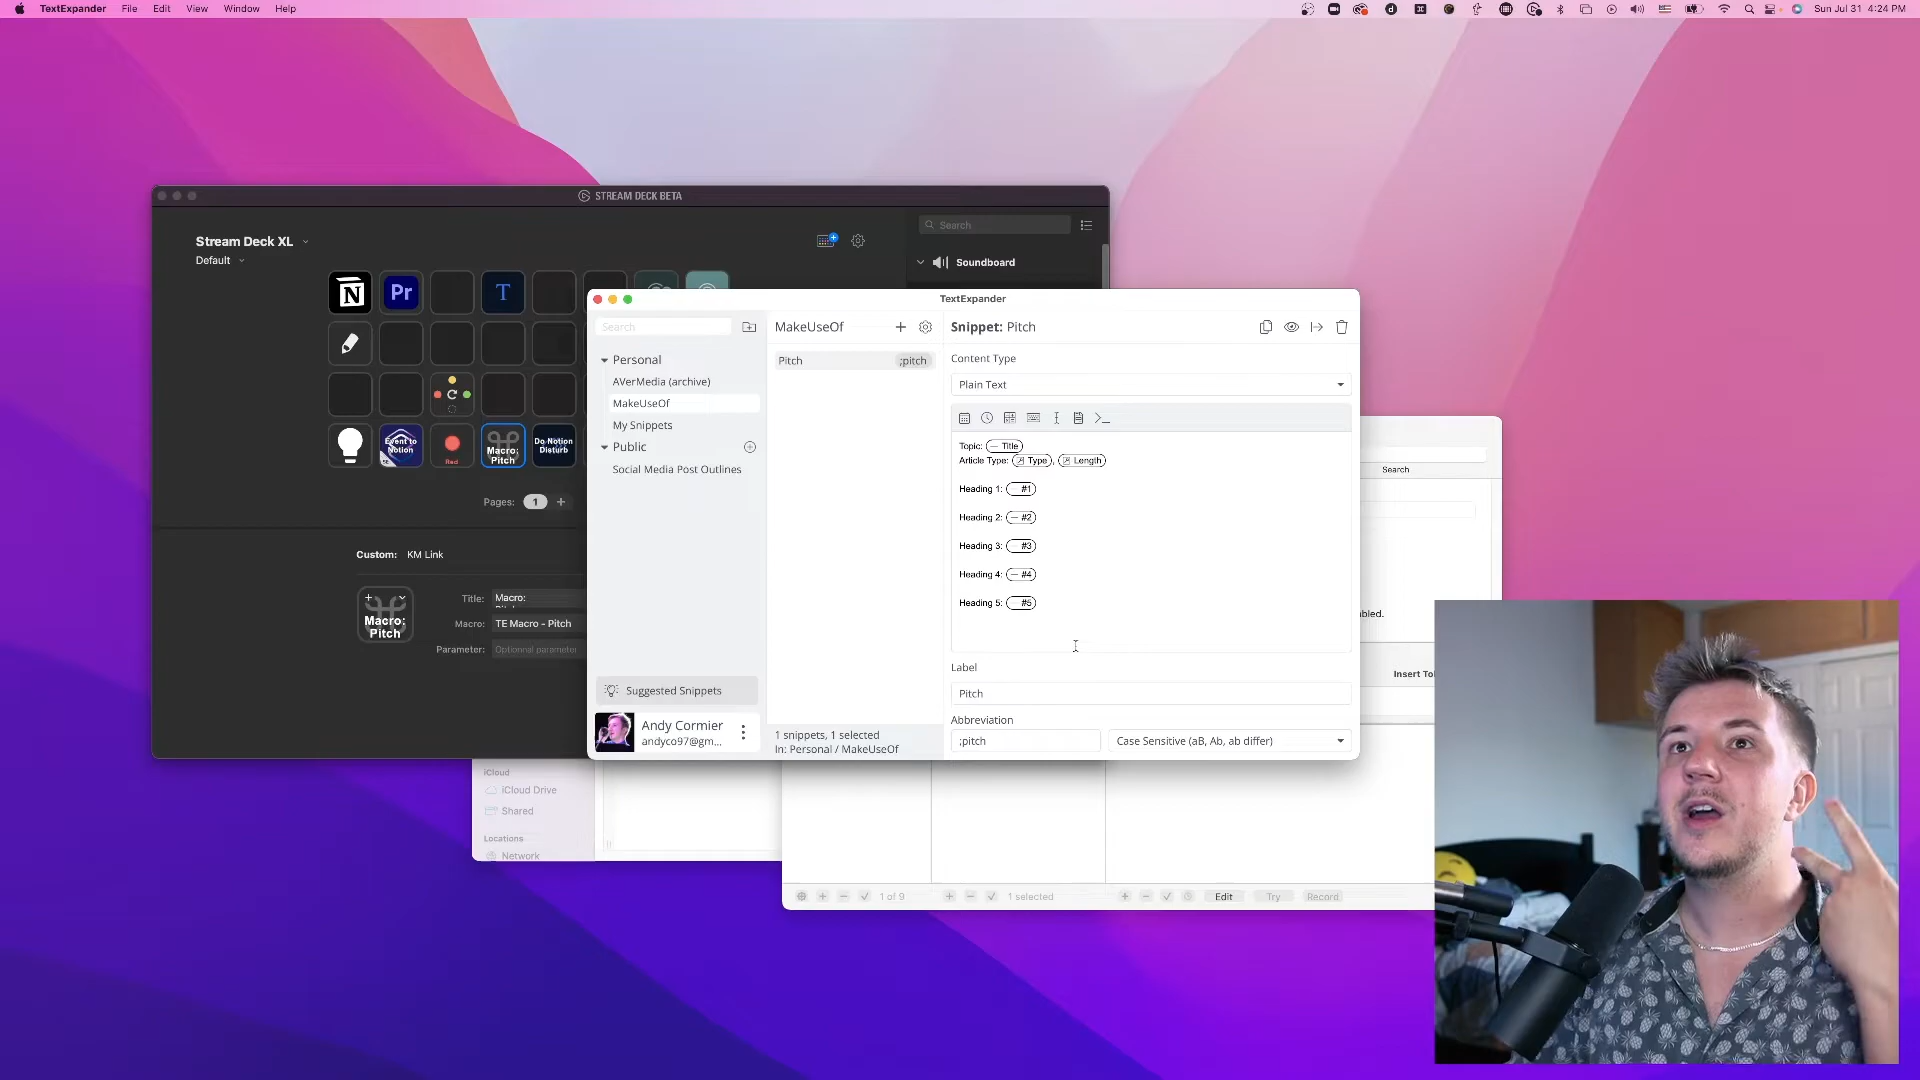 TextExpander File Edit View Window Help
Sun Jul 31 4:24 PM
STREAM DECK BETA
Stream Deck XL
Default
Search
Soundboard
N
Pr
T
Event to
Notion
Red
Macro:
Pitch
Do Notion
Disturb
Pages: 1 +
Custom: KM Link
Macro:
Pitch
Title: Macro:
Macro: TE Macro - Pitch
Parameter: Optionnal parameter
TextExpander
Search
Personal
AVerMedia (archive)
MakeUseOf
My Snippets
Public
Social Media Post Outlines
Suggested Snippets
Andy Cormier
andyco97@gm...
MakeUseOf
Pitch ;pitch
1 snippets, 1 selected
In: Personal / MakeUseOf
Snippet: Pitch
Content Type
Plain Text
Topic: Title
Article Type: Type, Length
Heading 1: #1
Heading 2: #2
Heading 3: #3
Heading 4: #4
Heading 5: #5
Label
Pitch
Abbreviation
;pitch
Case Sensitive (aB, Ab, ab differ)
Search
bled.
Insert To
iCloud
iCloud Drive
Shared
Locations
Network
1 of 9
1 selected
Edit Try Record